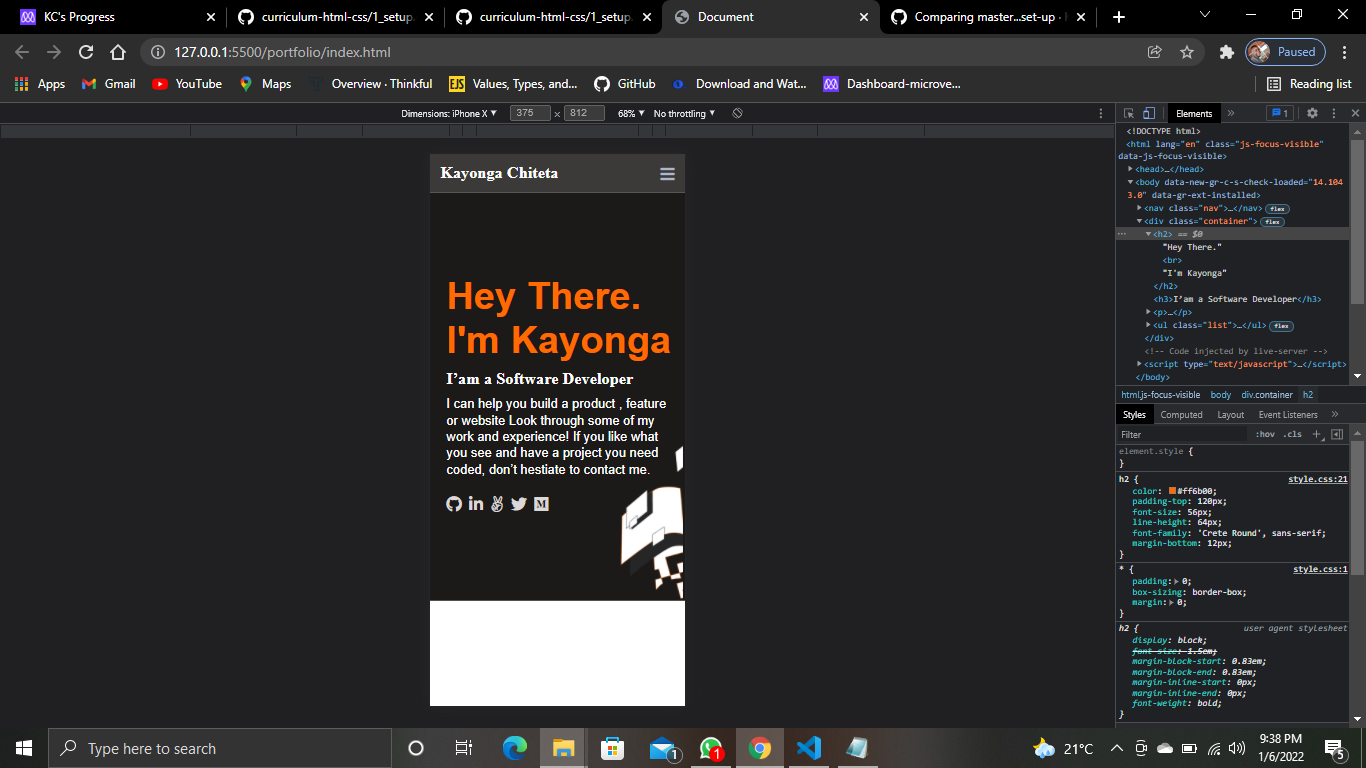 KC's Progress
curriculum-html-css/1_setup.
curriculum-html-css/1_setup.
Document
Comparing master...set-up ·
127.0.0.1:5500/portfolio/index.html
Paused
Apps
Gmail
YouTube
Maps
Overview · Thinkful
EJS
Values, Types, and...
GitHub
Download and Wat...
Dashboard-microve...
Reading list
Dimensions: iPhone X ▼
375
×
812
68% ▼
No throttling ▼
Elements
»
1
Kayonga Chiteta
Hey There.
I'm Kayonga
I’am a Software Developer
I can help you build a product , feature
or website Look through some of my
work and experience! If you like what
you see and have a project you need
coded, don’t hestiate to contact me.
<!DOCTYPE html>
<html lang="en" class="js-focus-visible"
data-js-focus-visible>
<head>…</head>
<body data-new-gr-c-s-check-loaded="14.104
3.0" data-gr-ext-installed>
<nav class="nav">…</nav> flex
<div class="container"> flex
<h2> == $0
"Hey There."
<br>
"I'm Kayonga"
</h2>
<h3>I’am a Software Developer</h3>
<p>…</p>
<ul class="list">…</ul> flex
</div>
<!-- Code injected by live-server -->
<script type="text/javascript">…</script>
</body>
html.js-focus-visible
body
div.container
h2
Styles
Computed
Layout
Event Listeners
»
Filter
:hov
.cls
element.style {
}
h2 {
style.css:21
color: #ff6b00;
padding-top: 120px;
font-size: 56px;
line-height: 64px;
font-family: 'Crete Round', sans-serif;
margin-bottom: 12px;
}
* {
style.css:1
padding: 0;
box-sizing: border-box;
margin: 0;
}
h2 {
user agent stylesheet
display: block;
font-size: 1.5em;
margin-block-start: 0.83em;
margin-block-end: 0.83em;
margin-inline-start: 0px;
margin-inline-end: 0px;
font-weight: bold;
}
Type here to search
1
1
21°C
9:38 PM
1/6/2022
5